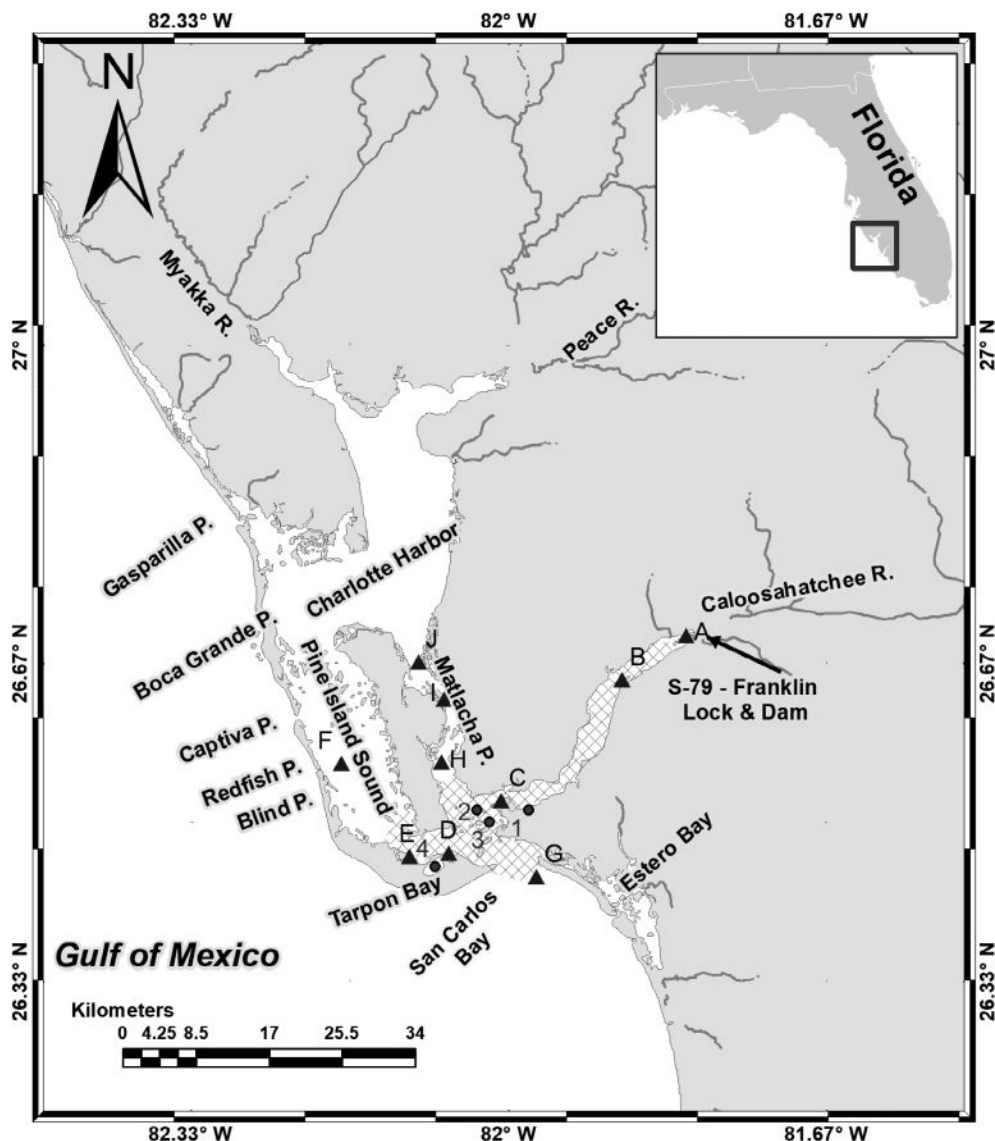 82.33° W
82° W
81.67° W
N
Florida
Myakka R.
27° N
27° N
Peace R.
Gasparilla P.
Charlotte Harbor
Caloosahatchee R.
Boca Grande P.
J
A
26.67° N
26.67° N
Pine Island Sound
Matlacha P.
B
I
S-79 - Franklin
Lock & Dam
Captiva P.
F
H
Redfish P.
C
Blind P.
2
1
E
4
D
3
G
Estero Bay
Tarpon Bay
San Carlos
Bay
Gulf of Mexico
26.33° N
26.33° N
Kilometers
0 4.25 8.5 17 25.5 34
82.33° W
82° W
81.67° W